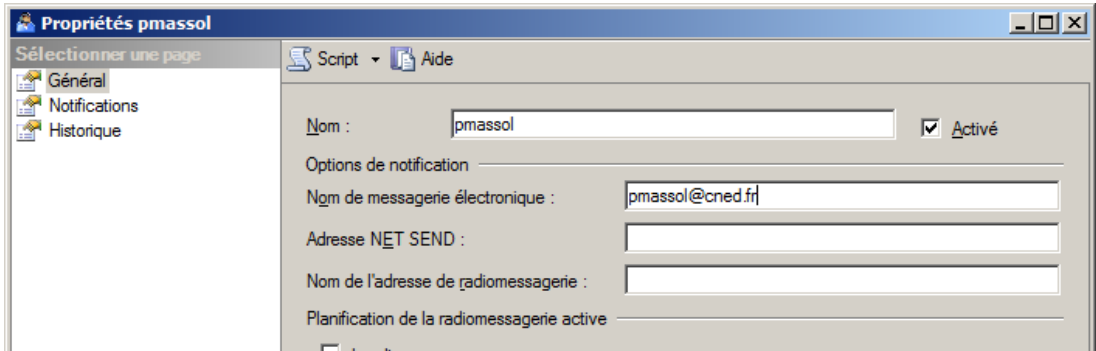 Propriétés pmassol
Sélectionner une page
Général
Notifications
Historique
Script
Aide
Nom :
pmassol
Activé
Options de notification
Nom de messagerie électronique :
pmassol@cned.fr
Adresse NET SEND :
Nom de l'adresse de radiomessagerie :
Planification de la radiomessagerie active